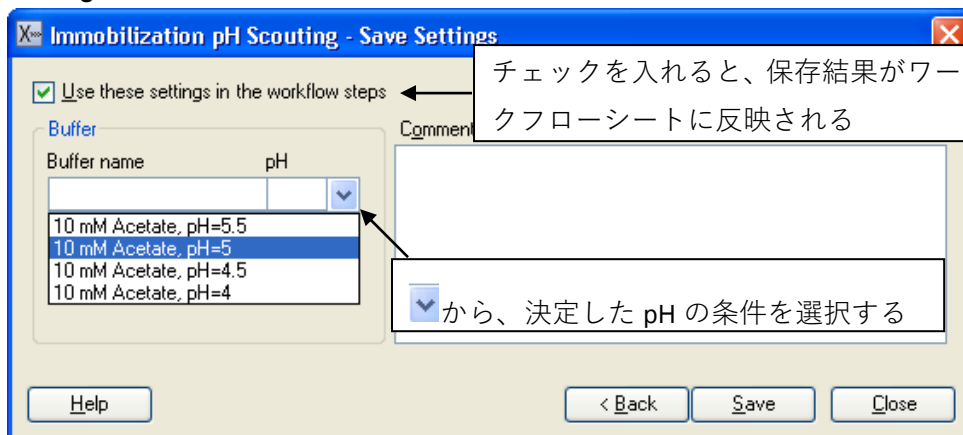 Immobilization pH Scouting - Save Settings
チェックを入れると、保存結果がワー
クフローシートに反映される
Use these settings in the workflow steps
Buffer
Comment
Buffer name pH
10 mM Acetate, pH=5.5
10 mM Acetate, pH=5
10 mM Acetate, pH=4.5
10 mM Acetate, pH=4
から、決定した pH の条件を選択する
Help
< Back
Save
Close